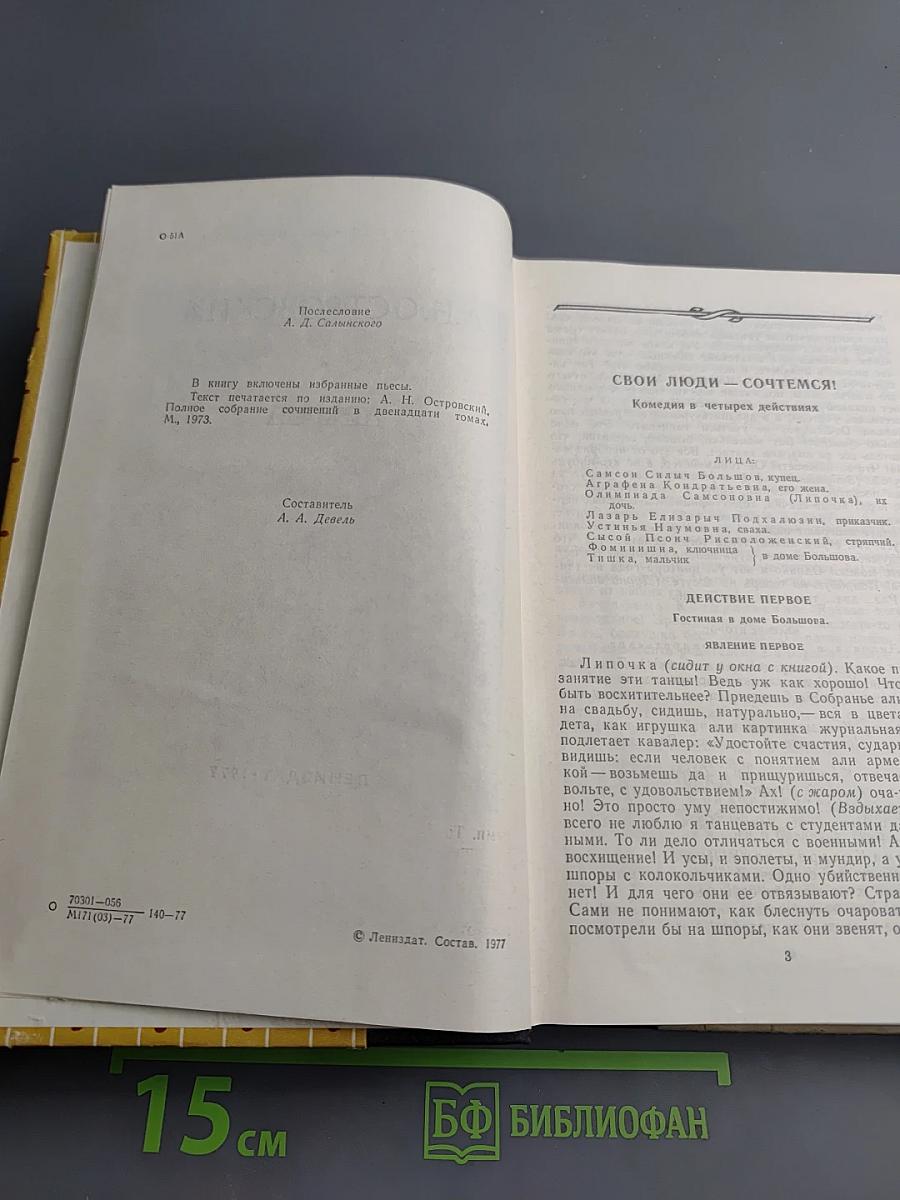 О 51А
Послесловие
А. Д. Салынского
В книгу включены избранные пьесы.
Текст печатается по изданию: А. Н. Островский,
Полное собрание сочинений в двенадцати томах,
М., 1973.
Составитель
А. А. Девель
О 70301—056
М171(03)—77 140—77
© Лениздат. Состав. 1977
СВОИ ЛЮДИ — СОЧТЕМСЯ!
Комедия в четырех действиях
ЛИЦА:
Самсон Силыч Большов, купец.
Аграфена Кондратьевна, его жена.
Олимпиада Самсоновна (Липочка), их
дочь.
Лазарь Елизарыч Подхалюзин, приказчик.
Устинья Наумовна, сваха.
Сысой Псоич Рисположенский, стряпчий.
Фоминишна, ключница
Тишка, мальчик } в доме Большова.
ДЕЙСТВИЕ ПЕРВОЕ
Гостиная в доме Большова.
ЯВЛЕНИЕ ПЕРВОЕ
Липочка (сидит у окна с книгой). Какое п
занятие эти танцы! Ведь уж как хорошо! Что
быть восхитительнее? Приедешь в Собранье али
на свадьбу, сидишь, натурально,— вся в цвета
дета, как игрушка али картинка журнальная
подлетает кавалер: «Удостойте счастия, судары
видишь: если человек с понятием али арме
кой — возьмешь да и прищуришься, отвеча
вольте, с удовольствием!» Ах! (с жаром) оча-
но! Это просто уму непостижимо! (Вздыхает
всего не люблю я танцевать с студентами да
ными. То ли дело отличаться с военными! А
восхищение! И усы, и эполеты, и мундир, а у
шпоры с колокольчиками. Одно убийственн
нет! И для чего они ее отвязывают? Стра
Сами не понимают, как блеснуть очароват
посмотрели бы на шпоры, как они звенят, о
3
15 см
БФ БИБЛИОФАН